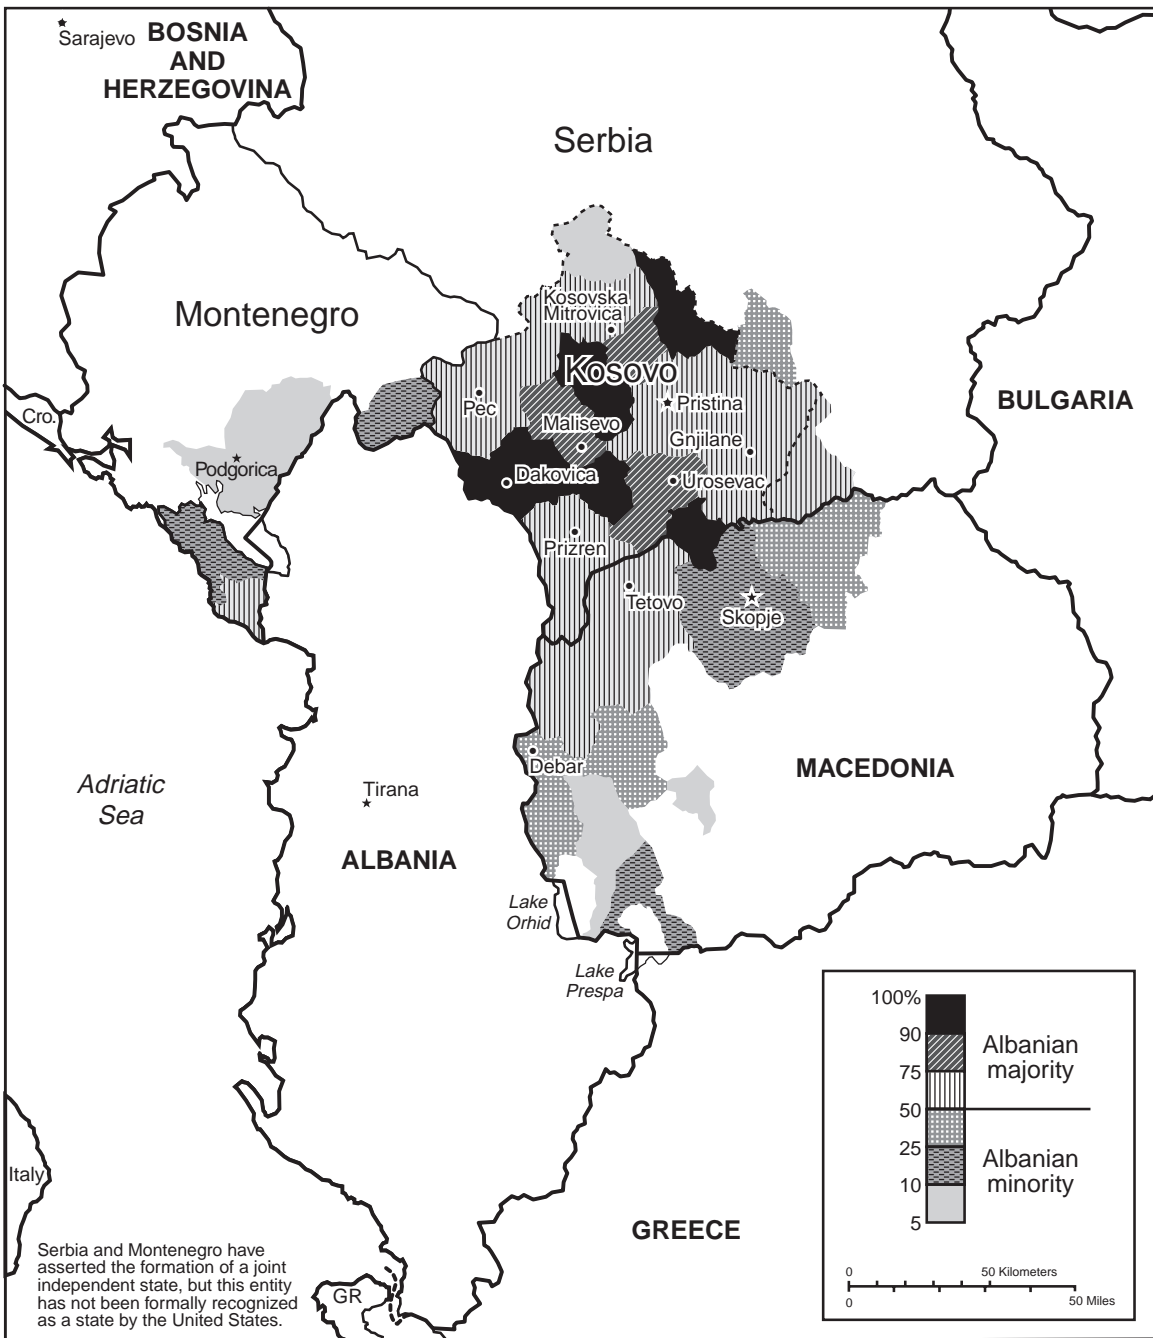 Sarajevo
BOSNIA
AND
HERZEGOVINA
Serbia
Montenegro
Kosovska
Mitrovica
Kosovo
Cro.
Pec
Pristina
BULGARIA
Malisevo
Gnjilane
Podgorica
Dakovica
Urosevac
Prizren
Tetovo
Skopje
Debar
MACEDONIA
Adriatic
Sea
Tirana
ALBANIA
Lake
Orhid
Lake
Prespa
100%
90
75
50
25
10
5
Albanian
majority
Albanian
minority
Italy
GREECE
Serbia and Montenegro have
asserted the formation of a joint
independent state, but this entity
has not been formally recognized
as a state by the United States.
GR
0
50 Kilometers
0
50 Miles